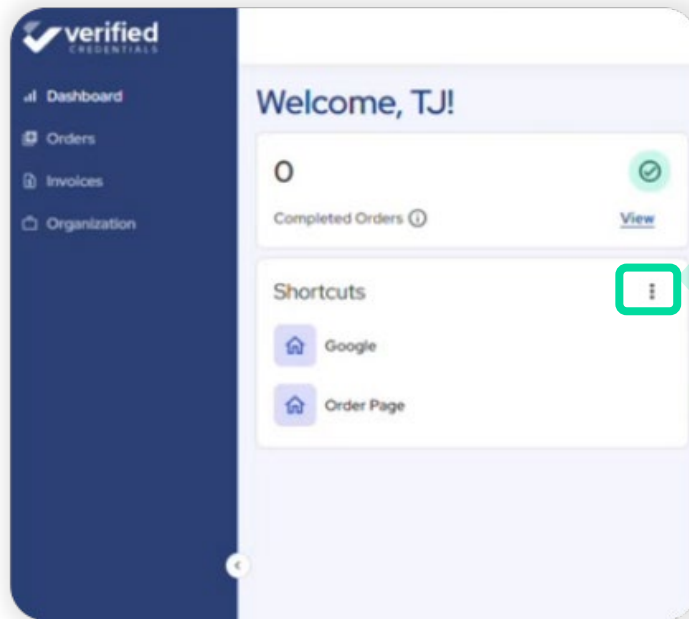 verified
CREDENTIALS
Dashboard
Orders
Invoices
Organization
Welcome, TJ!
0
Completed Orders
View
Shortcuts
Google
Order Page